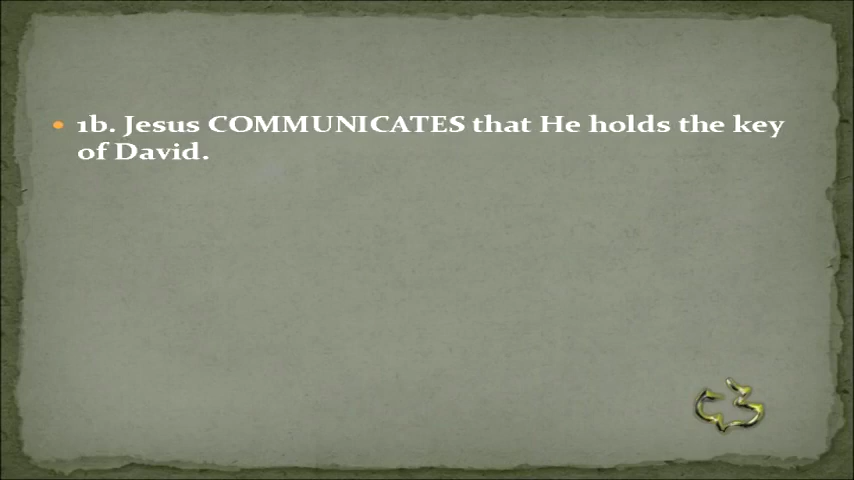 • 1b. Jesus COMMUNICATES that He holds the key
of David.